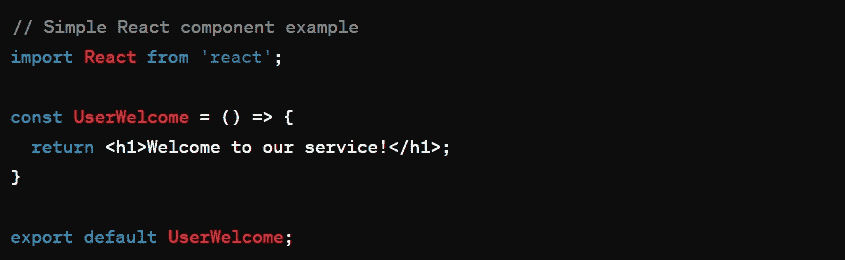 // Simple React component example
import React from 'react';
const UserWelcome = () => {
  return <h1>Welcome to our service!</h1>;
}
export default UserWelcome;